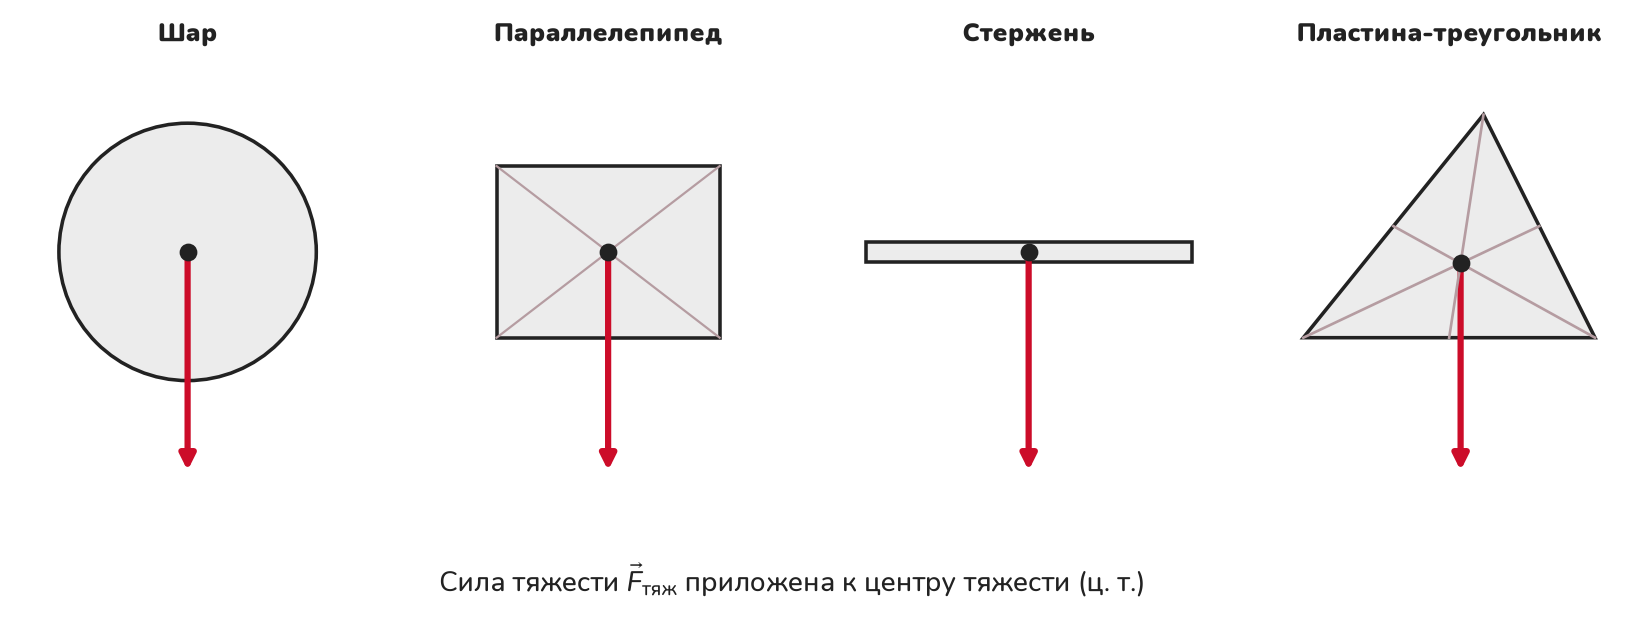 Шар
Параллелепипед
Стержень
Пластина-треугольник
Сила тяжести F⃗тяж приложена к центру тяжести (ц. т.)